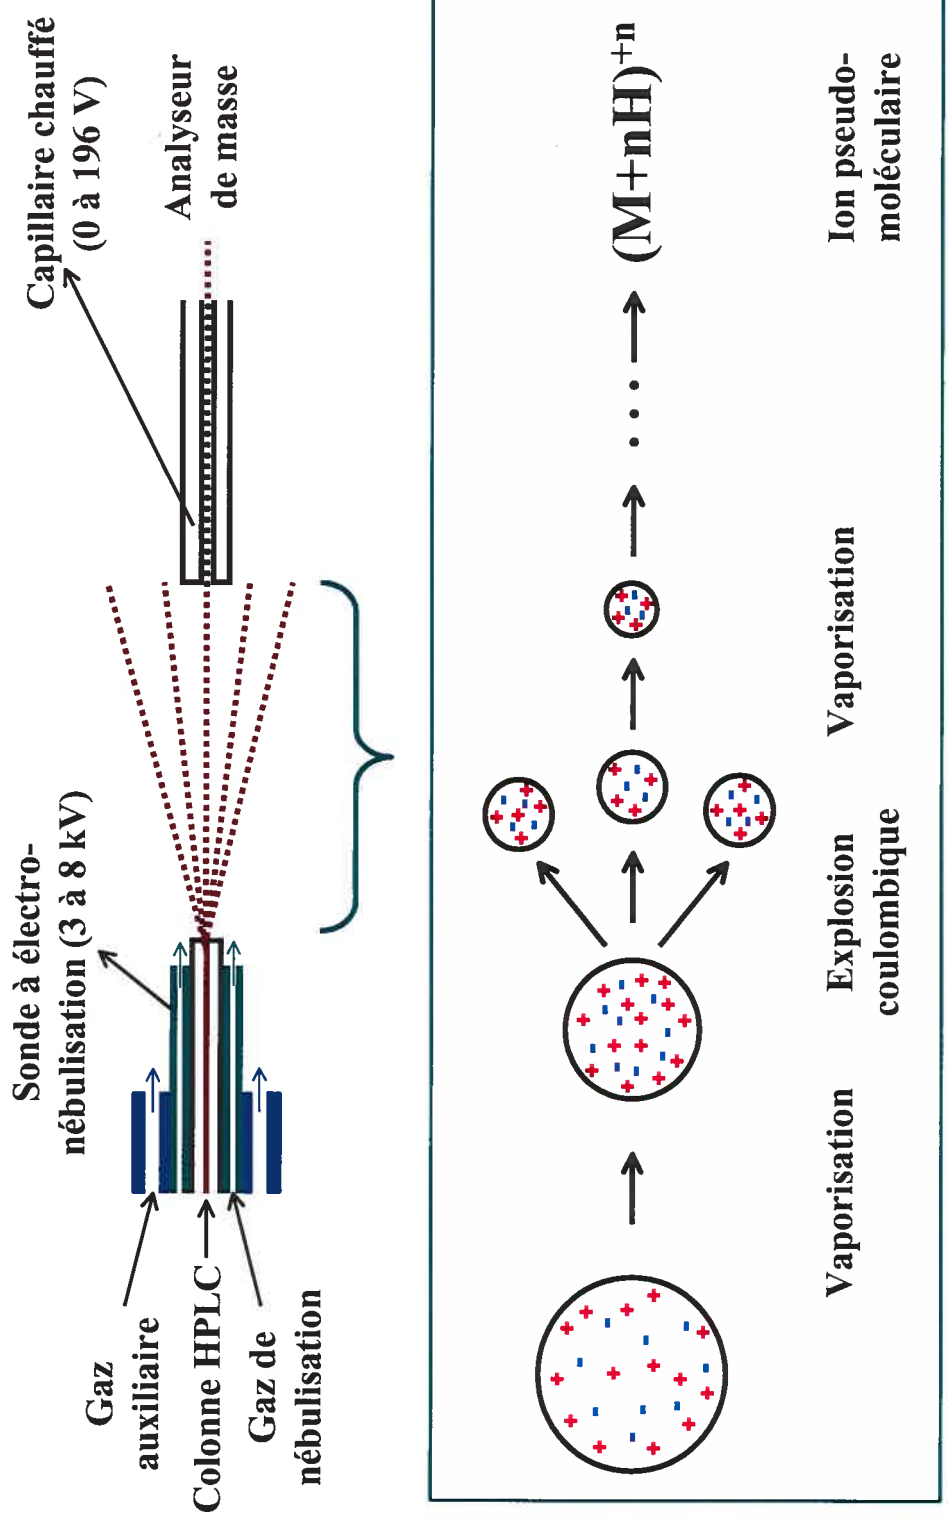 Capillaire chauffé
(0 à 196 V)
Sonde à électro-
nébulisation (3 à 8 kV)
Analyseur
de masse
Gaz
auxiliaire
Colonne HPLC
Gaz de
nébulisation
(M+nH)⁺ⁿ
Vaporisation
Explosion
coulombique
Vaporisation
Ion pseudo-
moléculaire